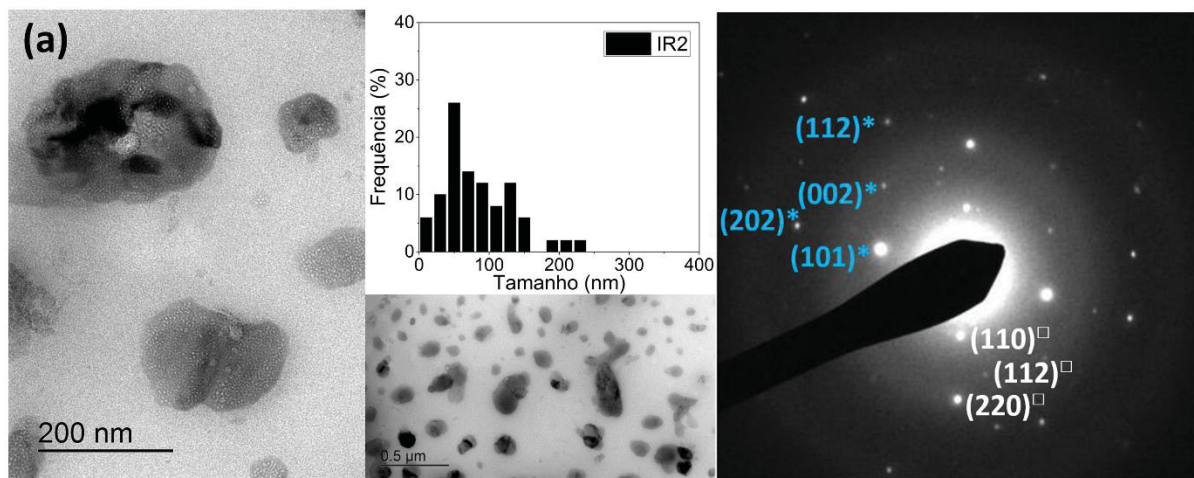 (a)
200 nm
40
30
20
10
0
Frequência (%)
IR2
0
100
200
300
400
Tamanho (nm)
0.5 µm
(112)*
(002)*
(202)*
(101)*
(110)□
(112)□
(220)□